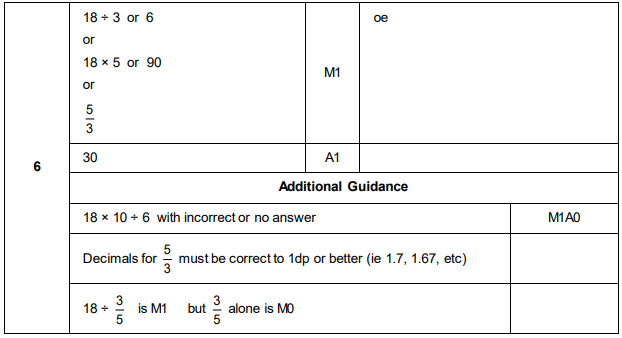 18 ÷ 3 or 6
or
18 × 5 or 90
or
5
3
M1
oe
6
30
A1
Additional Guidance
18 × 10 ÷ 6 with incorrect or no answer
M1A0
Decimals for 5/3 must be correct to 1dp or better (ie 1.7, 1.67, etc)
18 ÷ 3/5 is M1 but 3/5 alone is M0